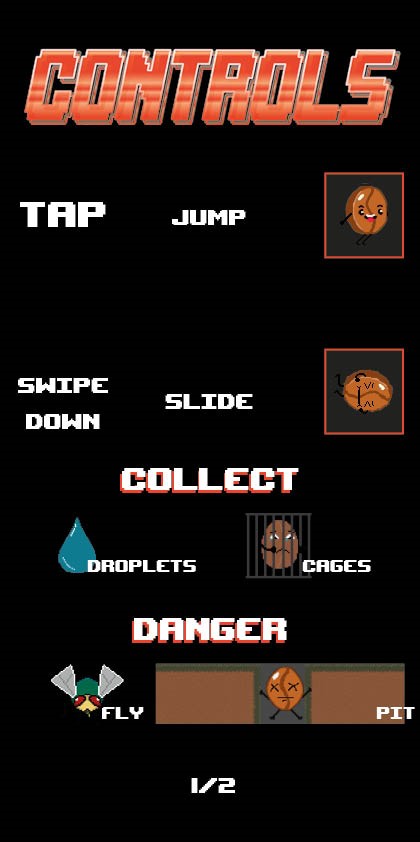 CONTROLS
TAP JUMP
SWIPE
DOWN
SLIDE
COLLECT
DROPLETS CAGES
DANGER
FLY PIT
1/2